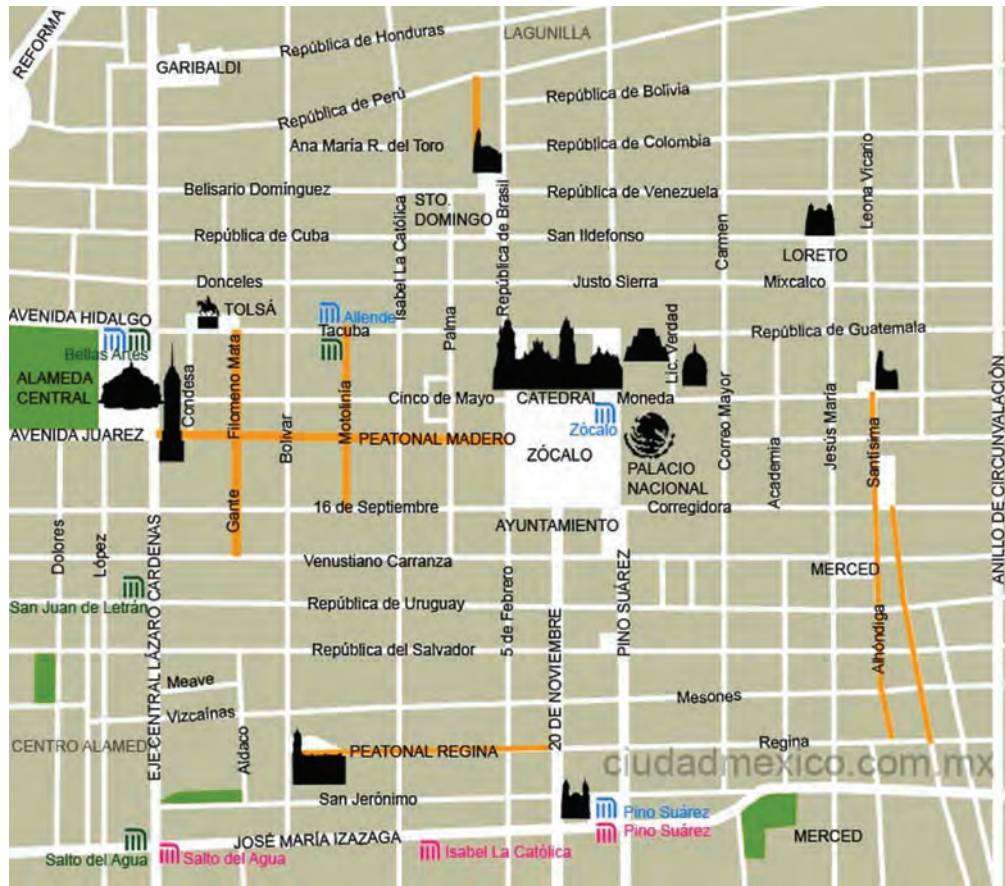 REFORMA
República de Honduras
LAGUNILLA
GARIBALDI
República de Perú
República de Bolivia
Ana María R. del Toro
República de Colombia
Leona Vicario
Belisario Domínguez
República de Venezuela
STO.
DOMINGO
Isabel La Católica
República de Brasil
República de Cuba
San Ildefonso
Carmen
LORETO
Donceles
Justo Sierra
Mixcalco
AVENIDA HIDALGO
TOLSÁ
Allende
Tacuba
Palma
Lic. Verdad
República de Guatemala
Bellas Artes
ALAMEDA
CENTRAL
Condesa
Filomeno Mata
Motolinía
Cinco de Mayo
CATEDRAL
Moneda
Correo Mayor
Jesús María
ANILLO DE CIRCUNVALACIÓN
AVENIDA JUAREZ
Bolivar
PEATONAL MADERO
Zócalo
ZÓCALO
PALACIO
NACIONAL
Academia
Santísima
Gante
16 de Septiembre
AYUNTAMIENTO
Corregidora
Dolores
López
EJE CENTRAL LÁZARO CARDENAS
Venustiano Carranza
MERCED
San Juan de Letrán
República de Uruguay
5 de Febrero
20 DE NOVIEMBRE
PINO SUÁREZ
Alhóndiga
República del Salvador
Meave
Mesones
Vizcaínas
CENTRO ALAMED
Aldaco
PEATONAL REGINA
Regina
ciudadmexico.com.mx
San Jerónimo
Pino Suárez
JOSÉ MARÍA IZAZAGA
Pino Suárez
MERCED
Salto del Agua
Salto del Agua
Isabel La Católica